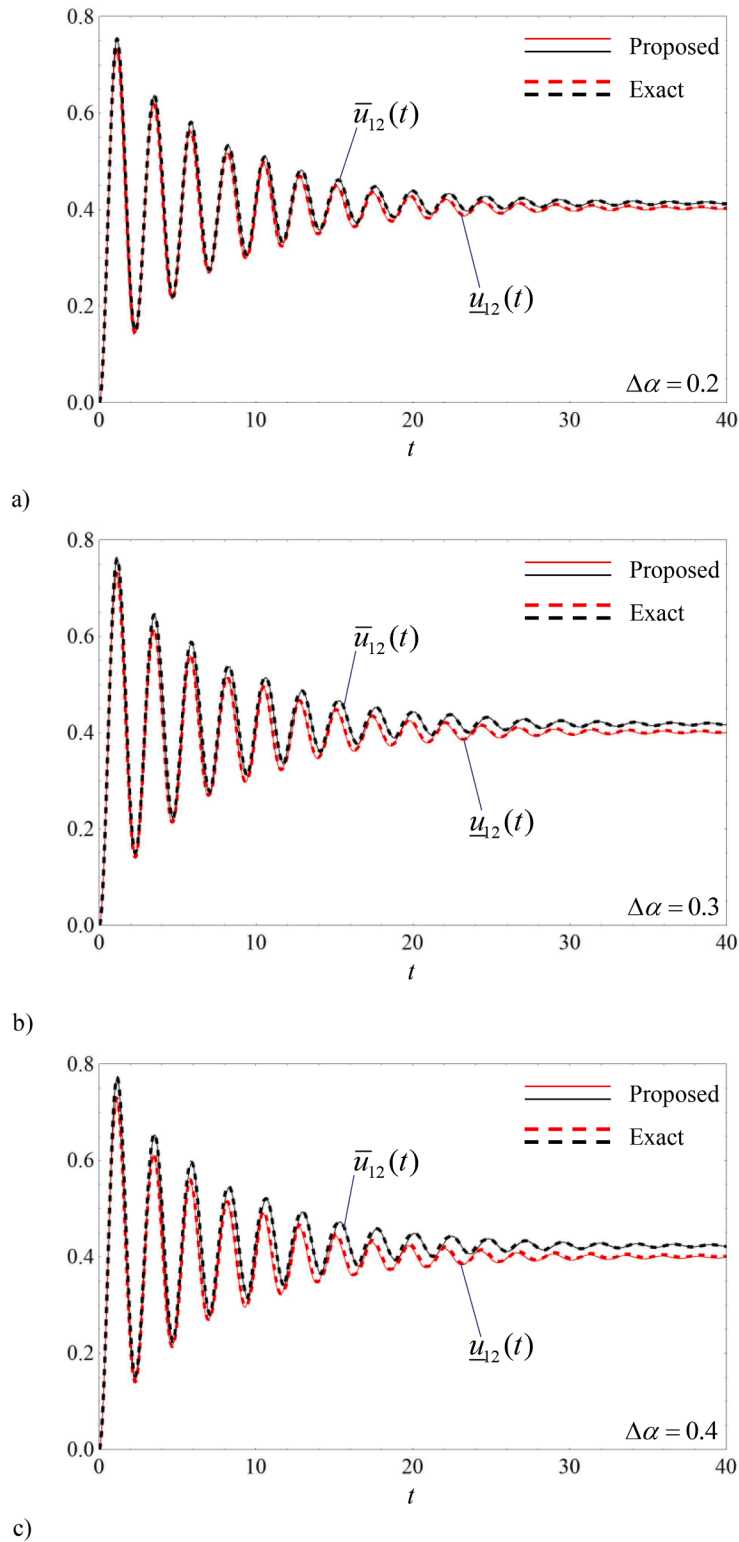 0.8
Proposed
Exact
u̅₁₂(t)
0.6
0.4
u̲₁₂(t)
0.2
Δα = 0.2
0.0
0 10 20 30 40
t
a)
0.8
Proposed
Exact
u̅₁₂(t)
0.6
0.4
u̲₁₂(t)
0.2
Δα = 0.3
0.0
0 10 20 30 40
t
b)
0.8
Proposed
Exact
u̅₁₂(t)
0.6
0.4
u̲₁₂(t)
0.2
Δα = 0.4
0.0
0 10 20 30 40
t
c)